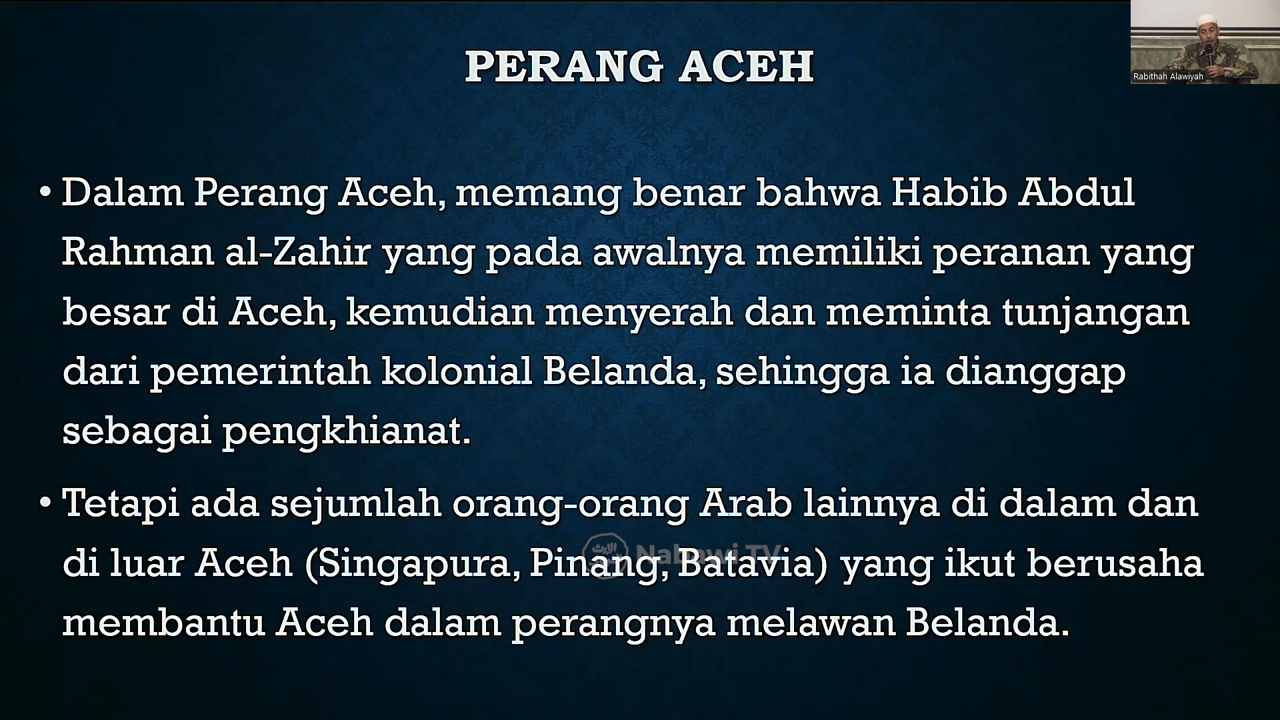 PERANG ACEH
Rabithah Alawiyah
• Dalam Perang Aceh, memang benar bahwa Habib Abdul
Rahman al-Zahir yang pada awalnya memiliki peranan yang
besar di Aceh, kemudian menyerah dan meminta tunjangan
dari pemerintah kolonial Belanda, sehingga ia dianggap
sebagai pengkhianat.
• Tetapi ada sejumlah orang-orang Arab lainnya di dalam dan
di luar Aceh (Singapura, Pinang, Batavia) yang ikut berusaha
membantu Aceh dalam perangnya melawan Belanda.
Nabawi TV